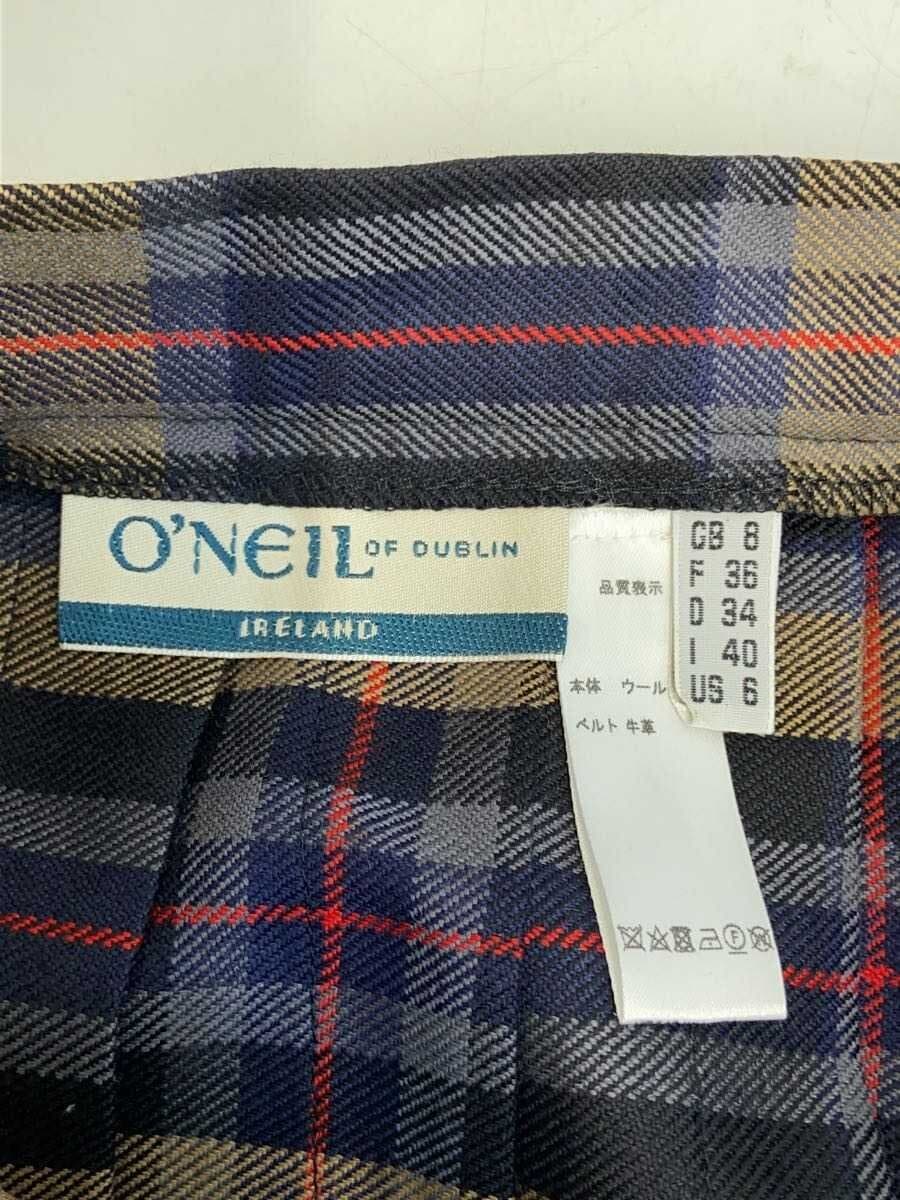 O'NEIL OF DUBLIN
IRELAND
品質表示
本体 ウール
ベルト 牛革
GB 8
F 36
D 34
I 40
US 6
F